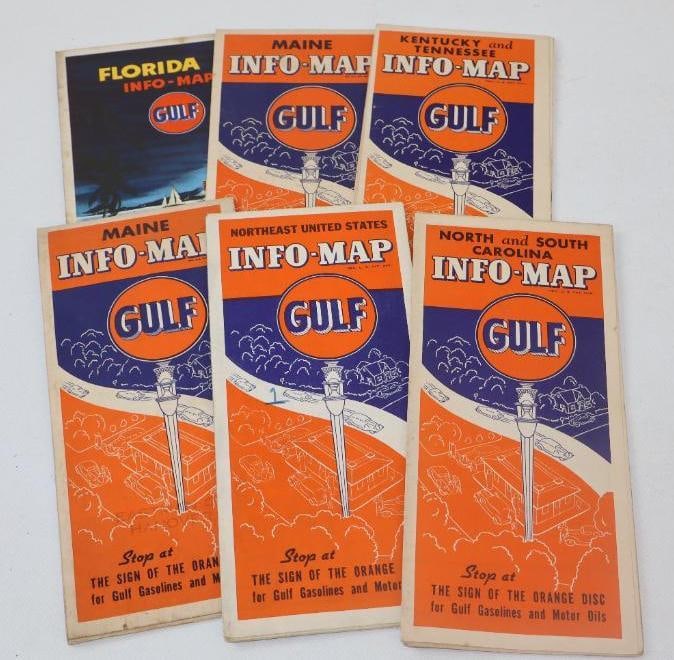 FLORIDA
INFO-MAP
GULF
MAINE
INFO-MAP
GULF
KENTUCKY and
TENNESSEE
INFO-MAP
GULF
MAINE
INFO-MAP
GULF
Stop at
THE SIGN OF THE ORAN
for Gulf Gasolines and M
NORTHEAST UNITED STATES
INFO-MAP
GULF
1
Stop at
THE SIGN OF THE ORANGE
for Gulf Gasolines and Motor
NORTH and SOUTH
CAROLINA
INFO-MAP
GULF
Stop at
THE SIGN OF THE ORANGE DISC
for Gulf Gasolines and Motor Oils